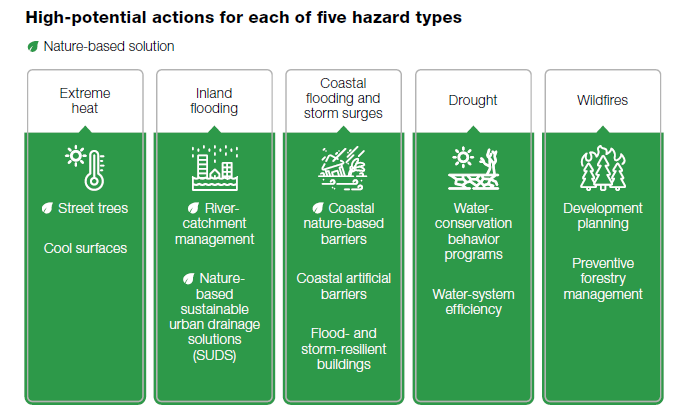 High-potential actions for each of five hazard types
Nature-based solution
Extreme
heat
Street trees
Cool surfaces
Inland
flooding
River-
catchment
management
Nature-
based
sustainable
urban drainage
solutions
(SUDS)
Coastal
flooding and
storm surges
Coastal
nature-based
barriers
Coastal artificial
barriers
Flood- and
storm-resilient
buildings
Drought
Water-
conservation
behavior
programs
Water-system
efficiency
Wildfires
Development
planning
Preventive
forestry
management